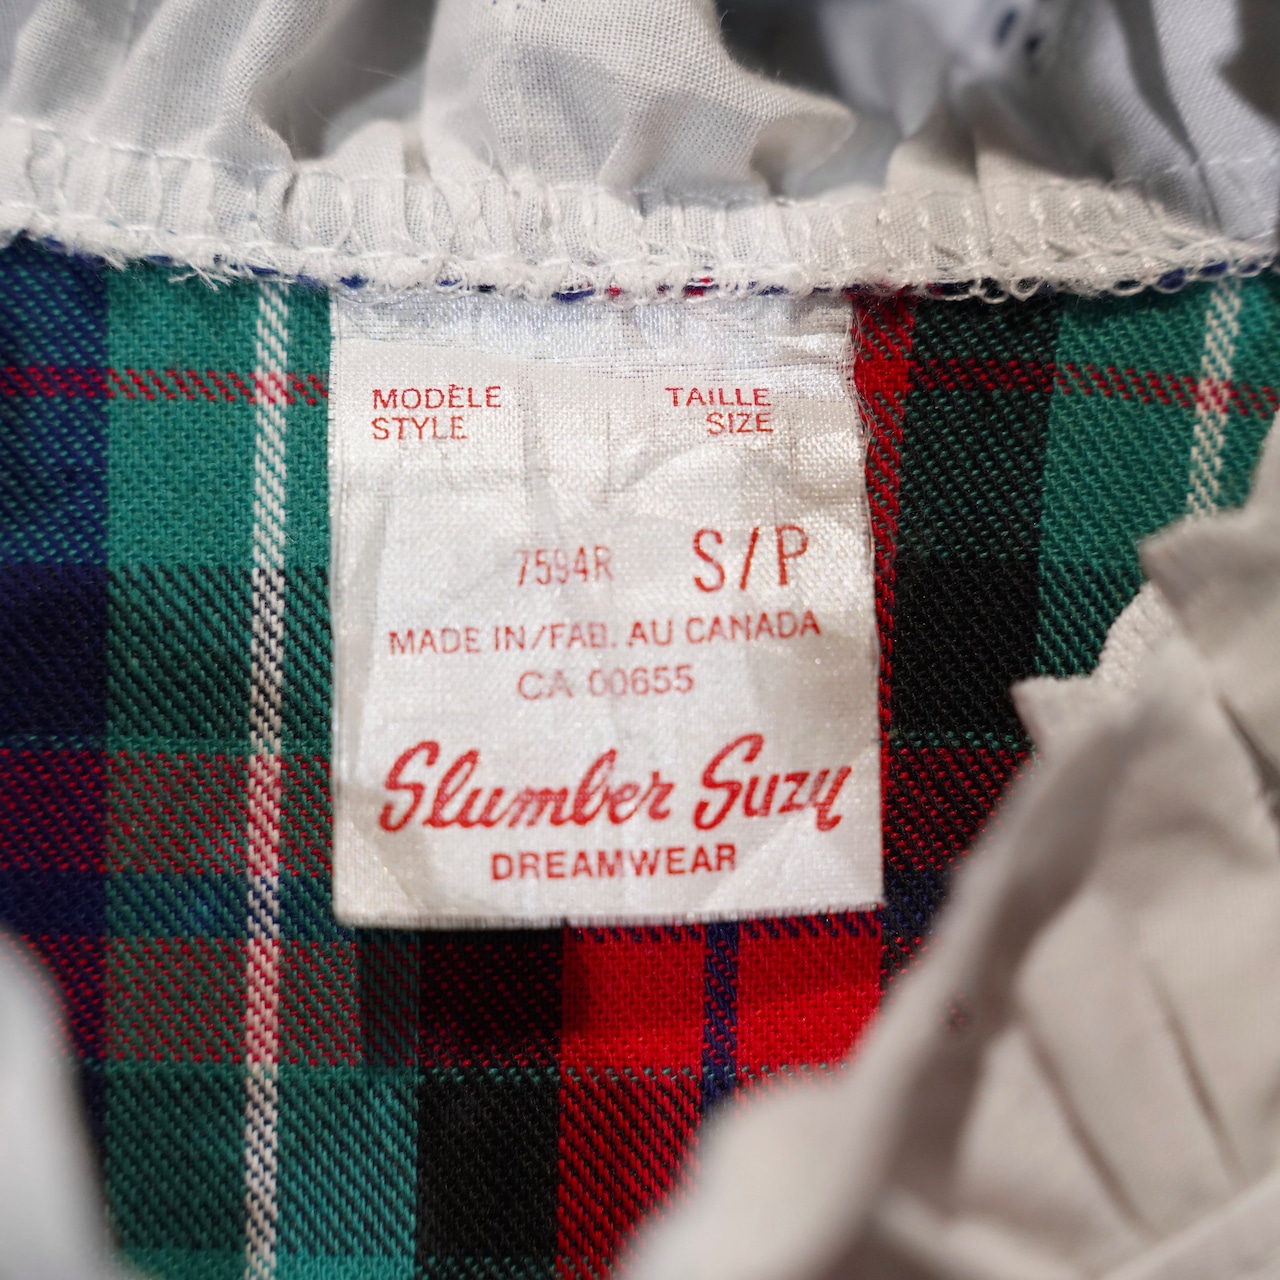 MODÈLE TAILLE
STYLE SIZE
7594R S/P
MADE IN/FAB. AU CANADA
CA 00655
Slumber Suzy
DREAMWEAR